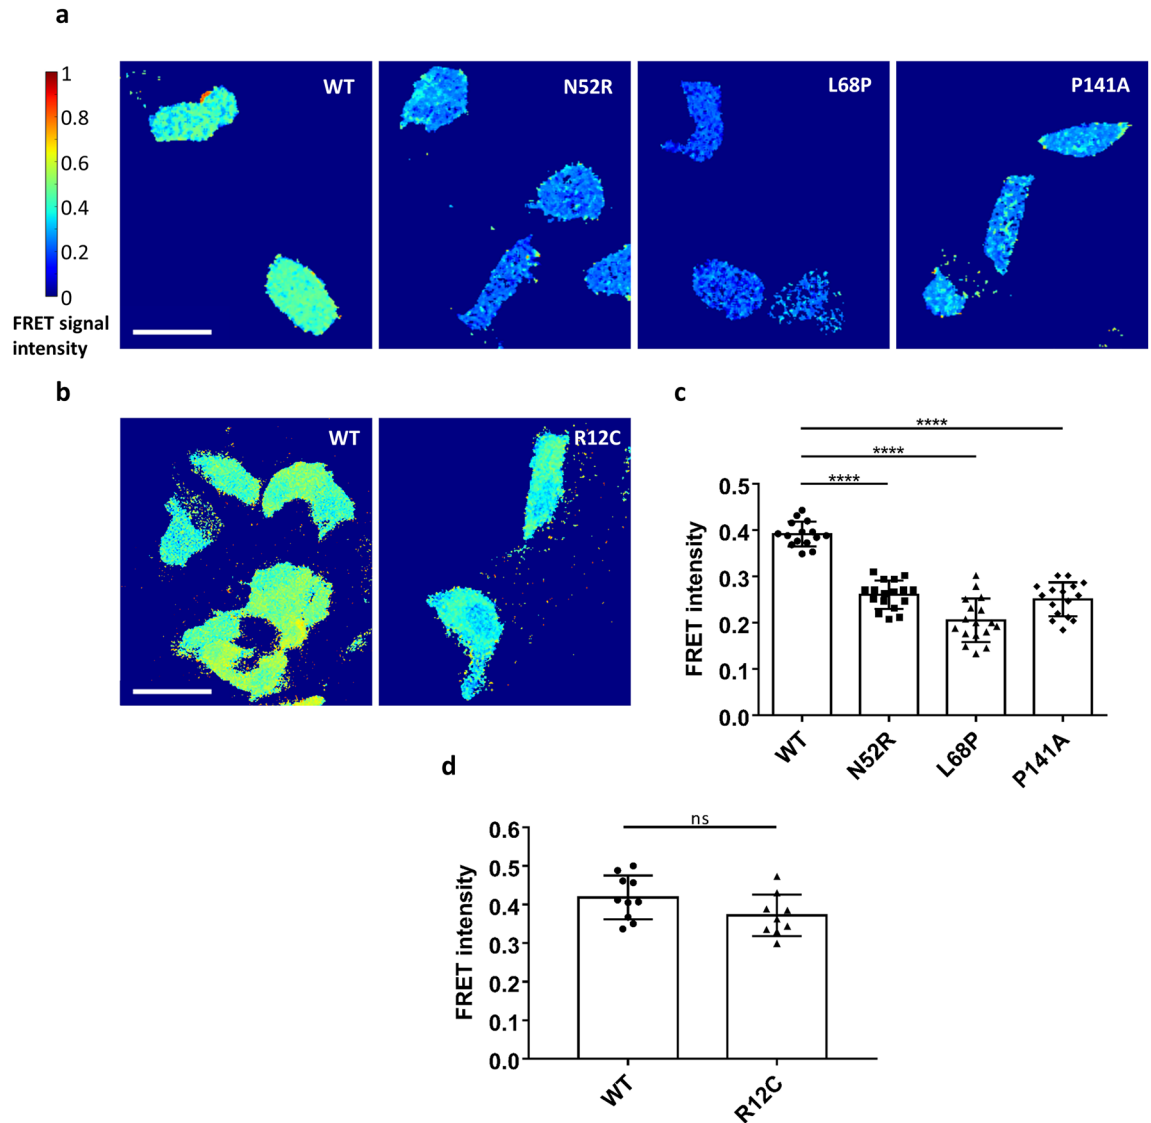 a
WT
N52R
L68P
P141A
1
0.8
0.6
0.4
0.2
0
FRET signal
intensity
b
WT
R12C
c
****
****
****
0.5
0.4
0.3
0.2
0.1
0.0
FRET intensity
WT
N52R
L68P
P141A
d
ns
0.6
0.5
0.4
0.3
0.2
0.1
0.0
FRET intensity
WT
R12C